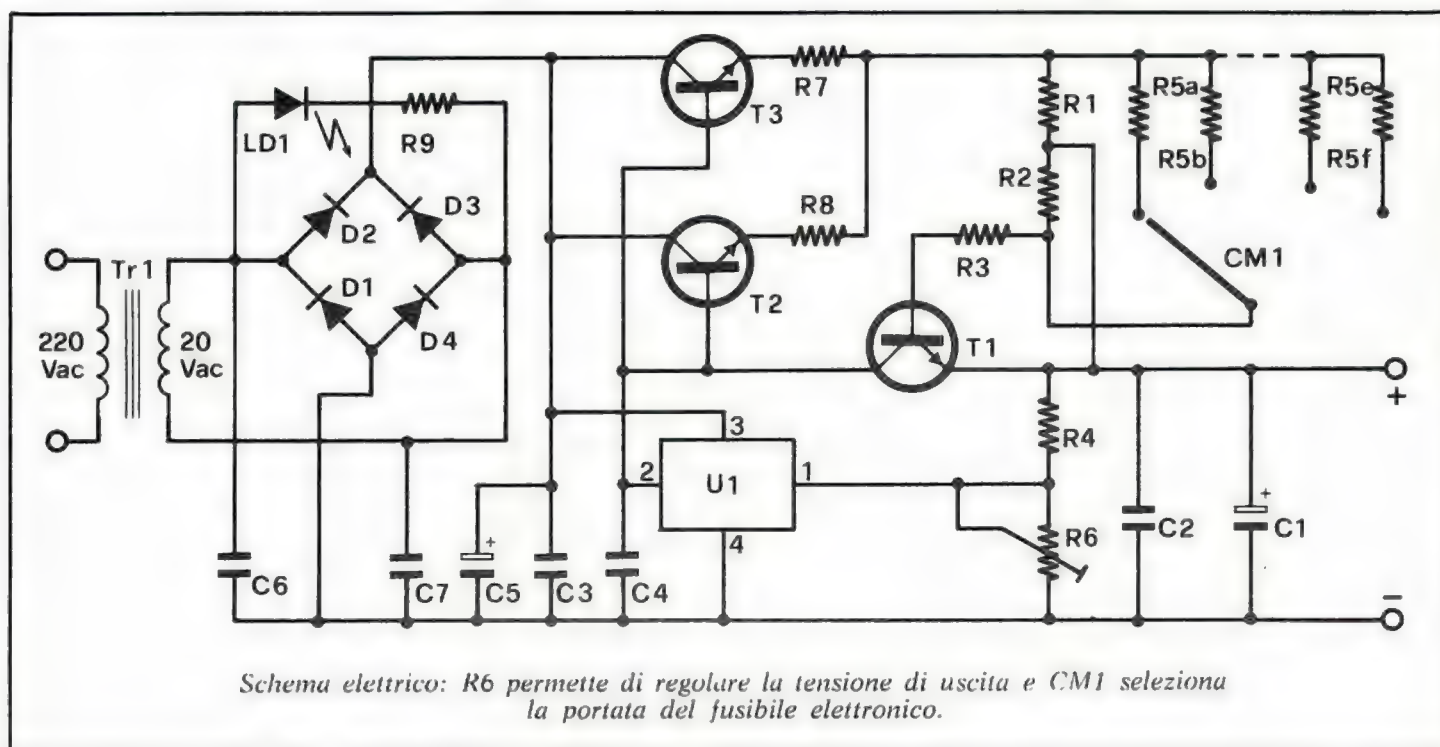 T3
R7
R1
R5a
R5e
LD1
R9
R5b
R5f
R2
D2
D3
R8
R3
CM1
Tr1
D1
T2
T1
D4
220
Vac
20
Vac
+
3
R4
2
U1
1
4
R6
C2
+
C1
+
C6
C7
C5
C3
C4
-
Schema elettrico: R6 permette di regolare la tensione di uscita e CM1 seleziona
la portata del fusibile elettronico.